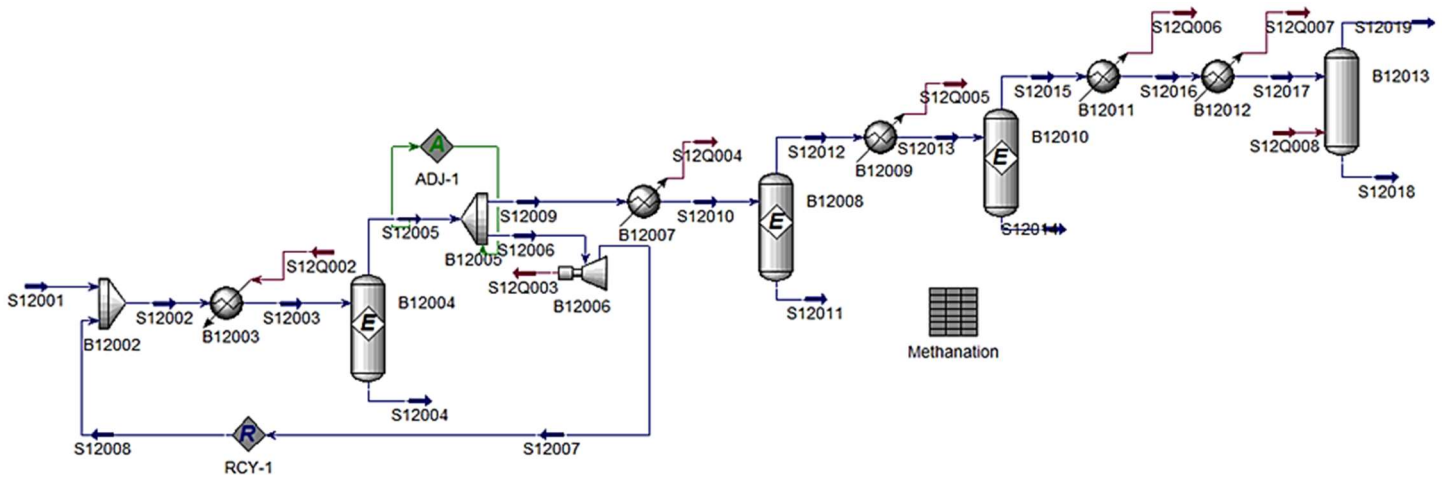 S12Q006
S12Q007
S12019
S12015
B12011
S12016
B12012
S12017
B12013
S12Q008
S12018
S12Q005
B12010
S12012
B12009
S12013
E
S12014
A
ADJ-1
S12Q004
S12009
B12007
S12010
B12008
E
S12011
S12005
B12005
S12006
S12Q003
B12006
S12001
B12002
S12002
S12Q002
B12003
S12003
B12004
E
S12004
Methanation
S12008
R
RCY-1
S12007